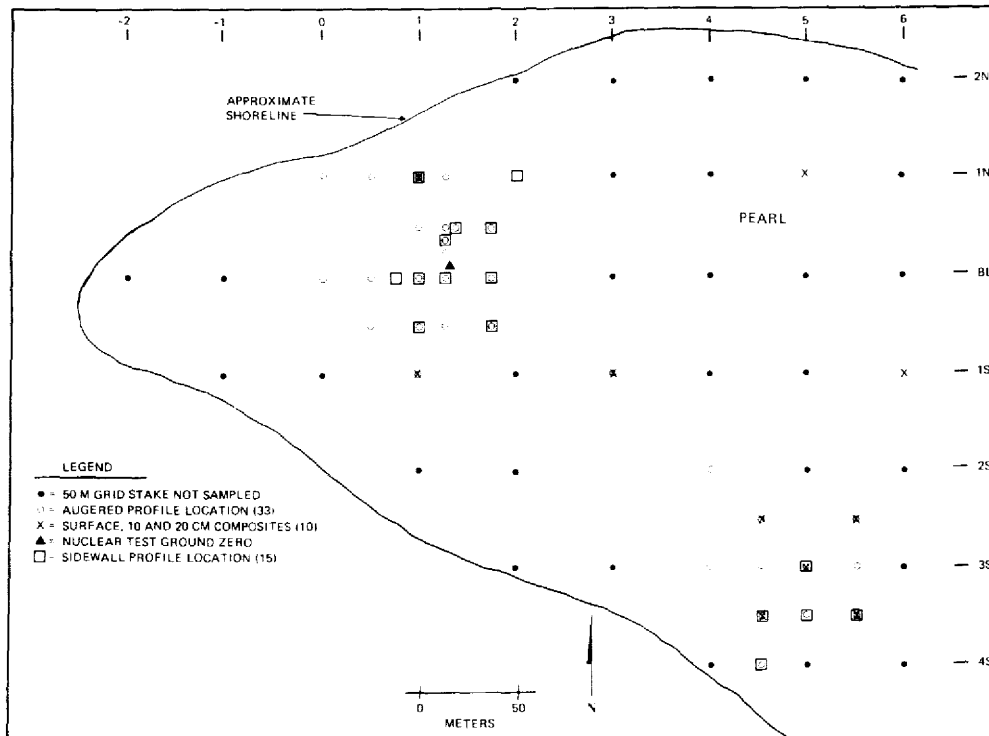 -2 -1 0 1 2 3 4 5 6
2N
APPROXIMATE
SHORELINE
1N
PEARL
BL
1S
LEGEND
2S
● = 50 M GRID STAKE NOT SAMPLED
○ = AUGERED PROFILE LOCATION (33)
X = SURFACE, 10 AND 20 CM COMPOSITES (10)
▲ = NUCLEAR TEST GROUND ZERO
□ = SIDEWALL PROFILE LOCATION (15)
3S
4S
0 50
METERS
N